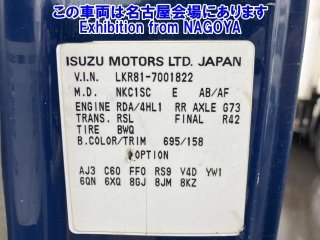 この車両は名古屋会場にあります
Exhibition from NAGOYA
ISUZU MOTORS LTD. JAPAN
V.I.N. LKR81-7001822
M.D. NKC1SC E AB/AF
ENGINE RDA/4HL1 RR AXLE G73
TRANS. RSL FINAL R42
TIRE BWQ
B.COLOR/TRIM 695/158
OPTION
AJ3 C60 FF0 RS9 V4D YW1
6QN 6XQ 8GJ 8JM 8KZ